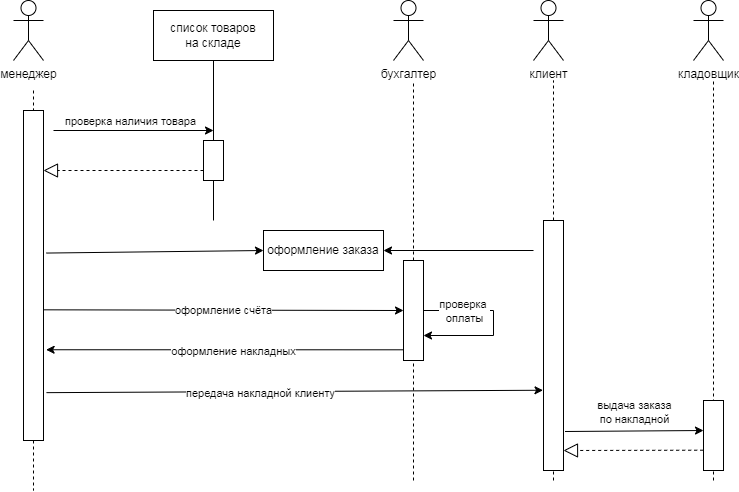 список товаров
на складе
менеджер
бухгалтер
клиент
кладовщик
проверка наличия товара
оформление заказа
проверка
оплаты
оформление счёта
оформление накладных
передача накладной клиенту
выдача заказа
по накладной